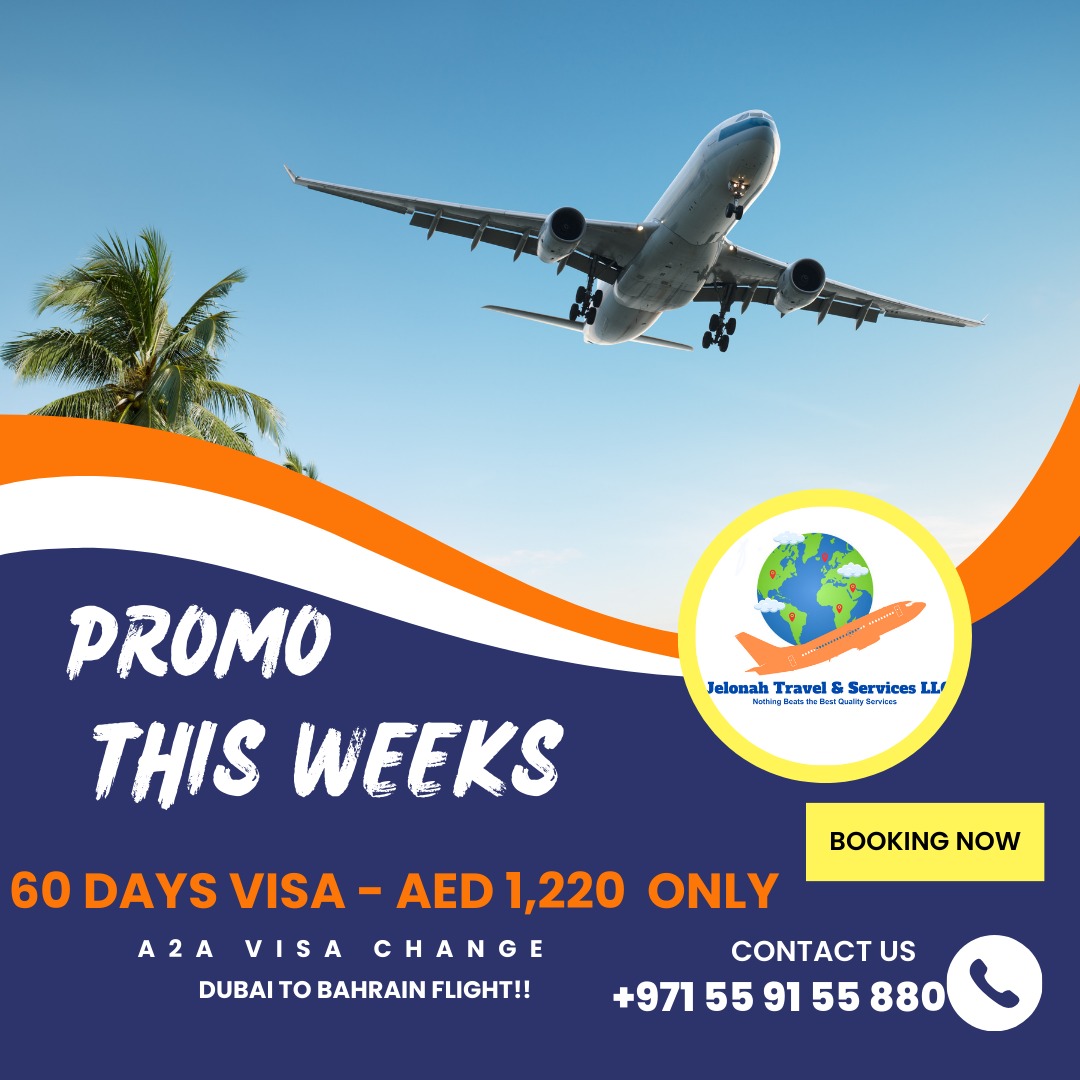 PROMO
THIS WEEKS
Jelonah Travel & Services LLC
Nothing Beats the Best Quality Services
BOOKING NOW
60 DAYS VISA - AED 1,220 ONLY
A2A VISA CHANGE
DUBAI TO BAHRAIN FLIGHT!!
CONTACT US
+971 55 91 55 880